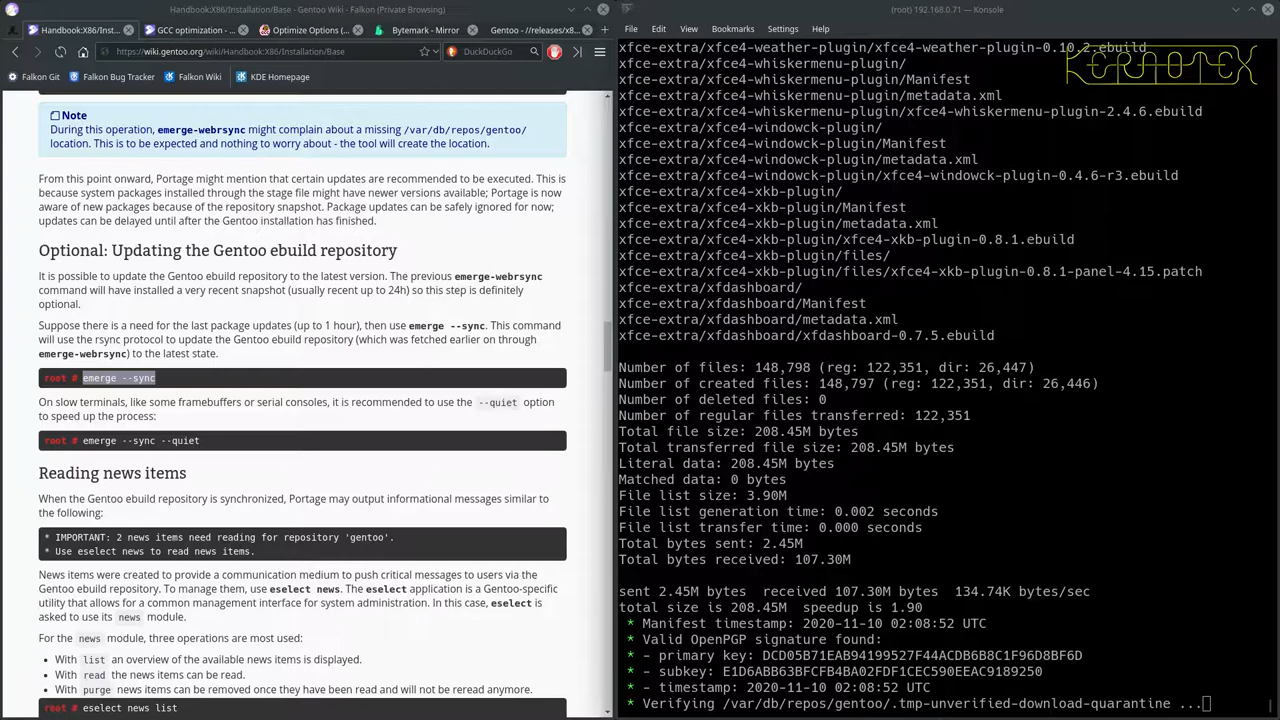 Handbook:X86/Installation/Base - Gentoo Wiki - Falkon (Private Browsing)
Handbook:X86/Inst...
GCC optimization - ...
Optimize Options (...
Bytemark - Mirror
Gentoo - //releases/x8...
https://wiki.gentoo.org/wiki/Handbook:X86/Installation/Base
DuckDuckGo
Falkon Git
Falkon Bug Tracker
Falkon Wiki
KDE Homepage
Note
During this operation, emerge-webrsync might complain about a missing /var/db/repos/gentoo/
location. This is to be expected and nothing to worry about - the tool will create the location.
From this point onward, Portage might mention that certain updates are recommended to be executed. This is
because system packages installed through the stage file might have newer versions available; Portage is now
aware of new packages because of the repository snapshot. Package updates can be safely ignored for now;
updates can be delayed until after the Gentoo installation has finished.
Optional: Updating the Gentoo ebuild repository
It is possible to update the Gentoo ebuild repository to the latest version. The previous emerge-webrsync
command will have installed a very recent snapshot (usually recent up to 24h) so this step is definitely
optional.
Suppose there is a need for the last package updates (up to 1 hour), then use emerge --sync. This command
will use the rsync protocol to update the Gentoo ebuild repository (which was fetched earlier on through
emerge-webrsync) to the latest state.
root # emerge --sync
On slow terminals, like some framebuffers or serial consoles, it is recommended to use the --quiet option
to speed up the process:
root # emerge --sync --quiet
Reading news items
When the Gentoo ebuild repository is synchronized, Portage may output informational messages similar to
the following:
* IMPORTANT: 2 news items need reading for repository 'gentoo'.
* Use eselect news to read news items.
News items were created to provide a communication medium to push critical messages to users via the
Gentoo ebuild repository. To manage them, use eselect news. The eselect application is a Gentoo-specific
utility that allows for a common management interface for system administration. In this case, eselect is
asked to use its news module.
For the news module, three operations are most used:
• With list an overview of the available news items is displayed.
• With read the news items can be read.
• With purge news items can be removed once they have been read and will not be reread anymore.
root # eselect news list
(root) 192.168.0.71 — Konsole
File Edit View Bookmarks Settings Help
KERNOTEX
xfce-extra/xfce4-weather-plugin/xfce4-weather-plugin-0.10.2.ebuild
xfce-extra/xfce4-whiskermenu-plugin/
xfce-extra/xfce4-whiskermenu-plugin/Manifest
xfce-extra/xfce4-whiskermenu-plugin/metadata.xml
xfce-extra/xfce4-whiskermenu-plugin/xfce4-whiskermenu-plugin-2.4.6.ebuild
xfce-extra/xfce4-windowck-plugin/
xfce-extra/xfce4-windowck-plugin/Manifest
xfce-extra/xfce4-windowck-plugin/metadata.xml
xfce-extra/xfce4-windowck-plugin/xfce4-windowck-plugin-0.4.6-r3.ebuild
xfce-extra/xfce4-xkb-plugin/
xfce-extra/xfce4-xkb-plugin/Manifest
xfce-extra/xfce4-xkb-plugin/metadata.xml
xfce-extra/xfce4-xkb-plugin/xfce4-xkb-plugin-0.8.1.ebuild
xfce-extra/xfce4-xkb-plugin/files/
xfce-extra/xfce4-xkb-plugin/files/xfce4-xkb-plugin-0.8.1-panel-4.15.patch
xfce-extra/xfdashboard/
xfce-extra/xfdashboard/Manifest
xfce-extra/xfdashboard/metadata.xml
xfce-extra/xfdashboard/xfdashboard-0.7.5.ebuild
Number of files: 148,798 (reg: 122,351, dir: 26,447)
Number of created files: 148,797 (reg: 122,351, dir: 26,446)
Number of deleted files: 0
Number of regular files transferred: 122,351
Total file size: 208.45M bytes
Total transferred file size: 208.45M bytes
Literal data: 208.45M bytes
Matched data: 0 bytes
File list size: 3.90M
File list generation time: 0.002 seconds
File list transfer time: 0.000 seconds
Total bytes sent: 2.45M
Total bytes received: 107.30M
sent 2.45M bytes received 107.30M bytes 134.74K bytes/sec
total size is 208.45M speedup is 1.90
* Manifest timestamp: 2020-11-10 02:08:52 UTC
* Valid OpenPGP signature found:
* - primary key: DCD05B71EAB94199527F44ACDB6B8C1F96D8BF6D
* - subkey: E1D6ABB63BFCFB4BA02FDF1CEC590EEAC9189250
* - timestamp: 2020-11-10 02:08:52 UTC
* Verifying /var/db/repos/gentoo/.tmp-unverified-download-quarantine ...